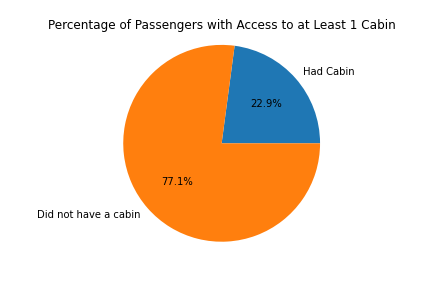 Percentage of Passengers with Access to at Least 1 Cabin
Had Cabin
22.9%
77.1%
Did not have a cabin